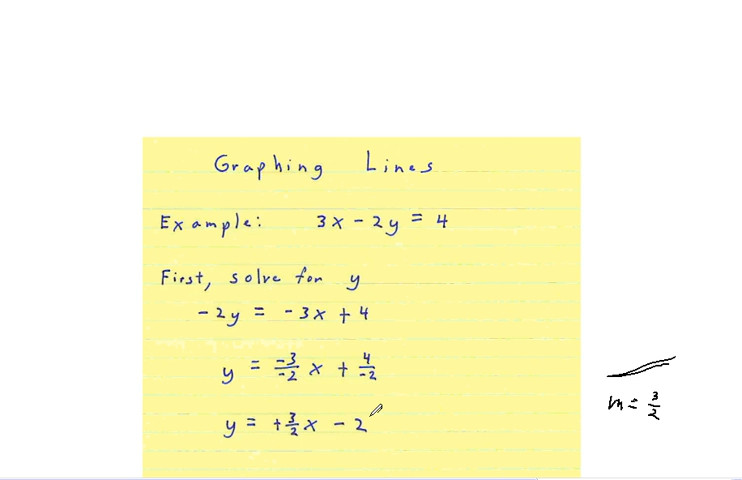 Graphing Lines
Example: 3x - 2y = 4
First, solve for y
-2y = -3x + 4
y = -3/-2 x + 4/-2
y = +3/2 x - 2
m = 3/2